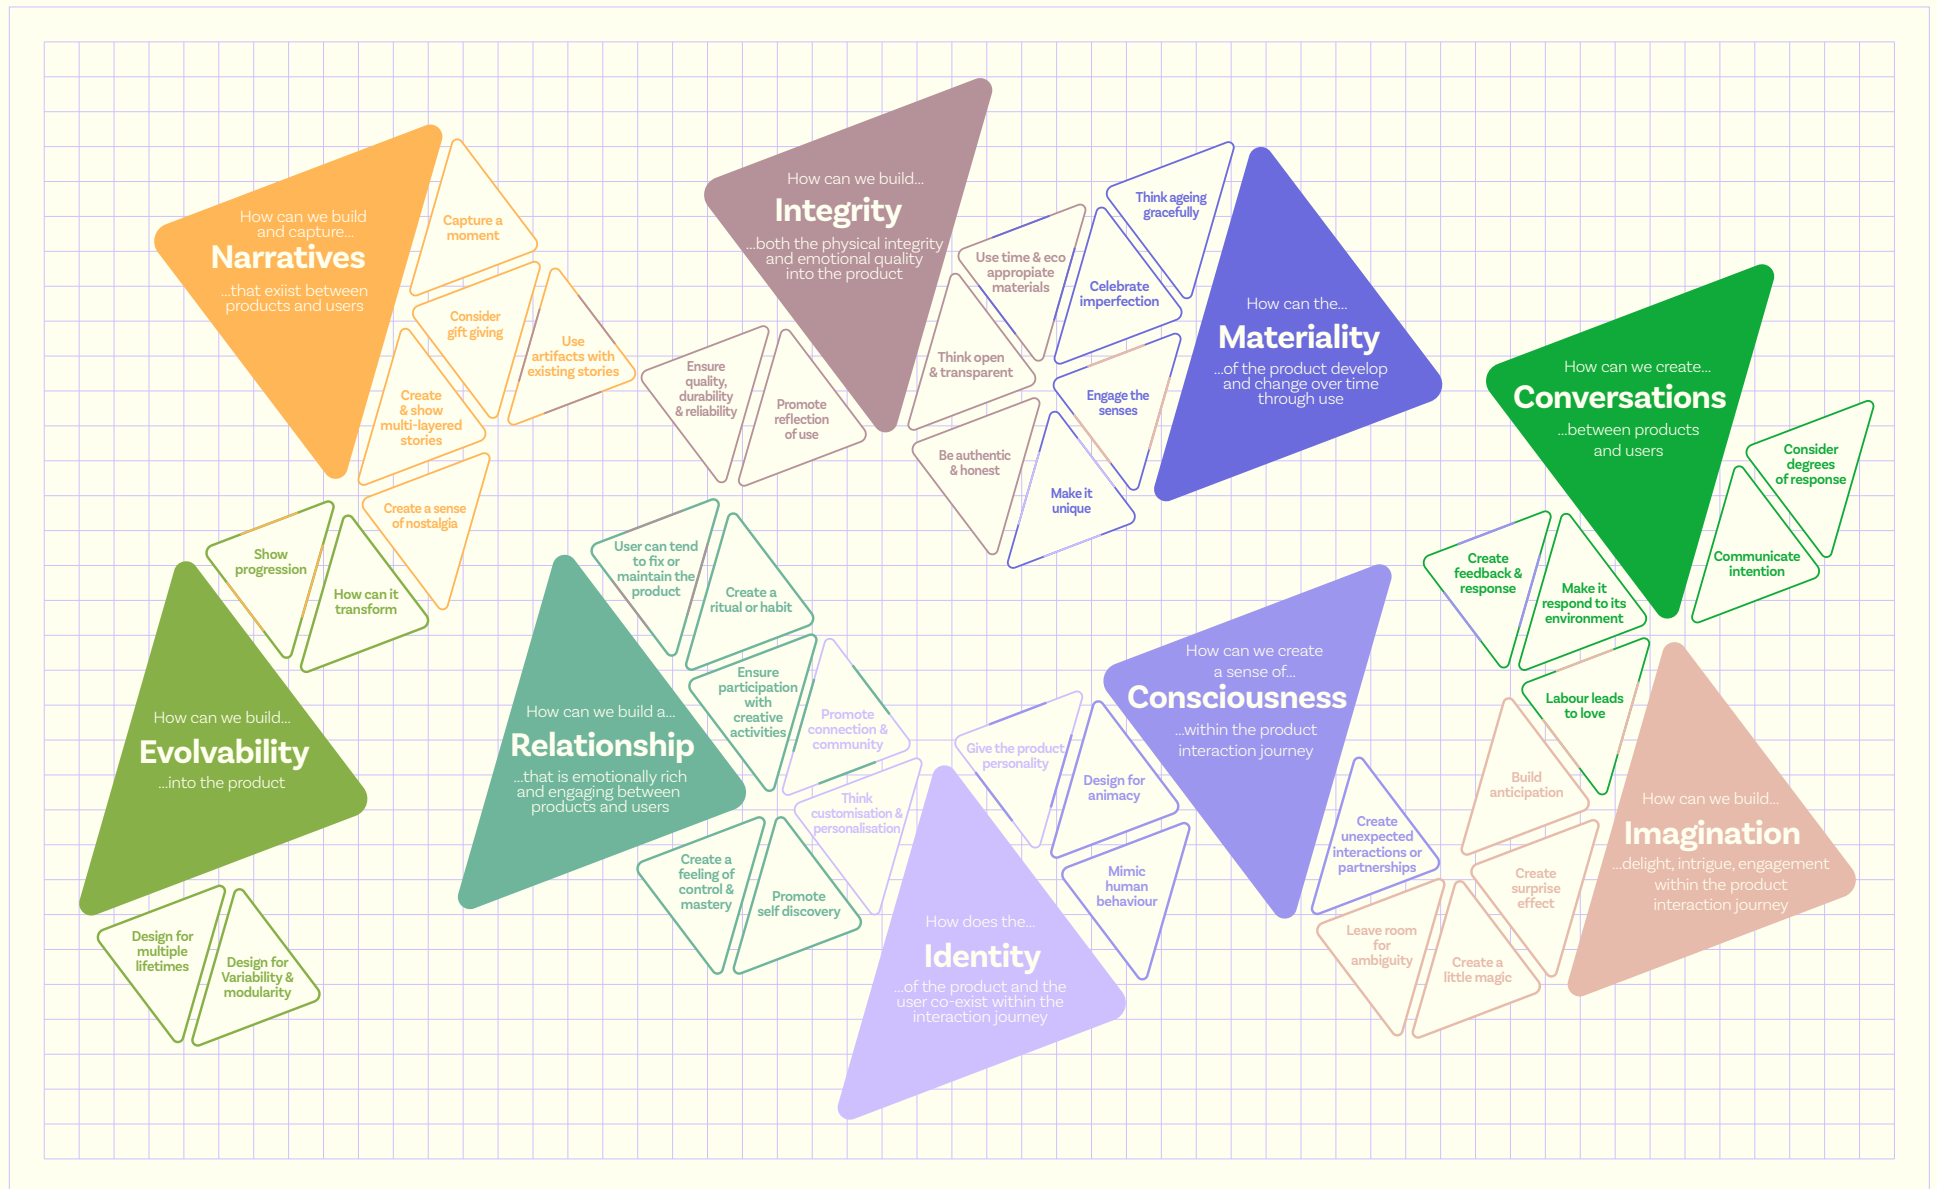 How can we build
and capture...
Narratives
...that exiist between
products and users
Capture a
moment
Consider
gift giving
Use
artifacts with
existing stories
Create
& show
multi-layered
stories
Create a sense
of nostalgia
How can we build...
Integrity
...both the physical integrity
and emotional quality
into the product
Ensure
quality,
durability
& reliability
Promote
reflection
of use
Use time & eco
appropiate
materials
Think open
& transparent
Be authentic
& honest
Think ageing
gracefully
Celebrate
imperfection
Engage the
senses
Make it
unique
How can the...
Materiality
...of the product develop
and change over time
through use
How can we create...
Conversations
...between products
and users
Consider
degrees
of response
Communicate
intention
Create
feedback &
response
Make it
respond to its
environment
Labour leads
to love
Show
progression
How can it
transform
How can we build...
Evolvability
...into the product
Design for
multiple
lifetimes
Design for
Variability &
modularity
User can tend
to fix or
maintain the
product
Create a
ritual or habit
Ensure
participation
with
creative
activities
How can we build a...
Relationship
...that is emotionally rich
and engaging between
products and users
Create a
feeling of
control &
mastery
Promote
self discovery
Promote
connection &
community
Think
customisation &
personalisation
Give the product
personality
How does the...
Identity
...of the product and the
user co-exist within the
interaction journey
How can we create
a sense of...
Consciousness
...within the product
interaction journey
Design for
animacy
Mimic
human
behaviour
Create
unexpected
interactions or
partnerships
Build
anticipation
Create
surprise
effect
Leave room
for
ambiguity
Create a
little magic
How can we build...
Imagination
...delight, intrigue, engagement
within the product
interaction journey